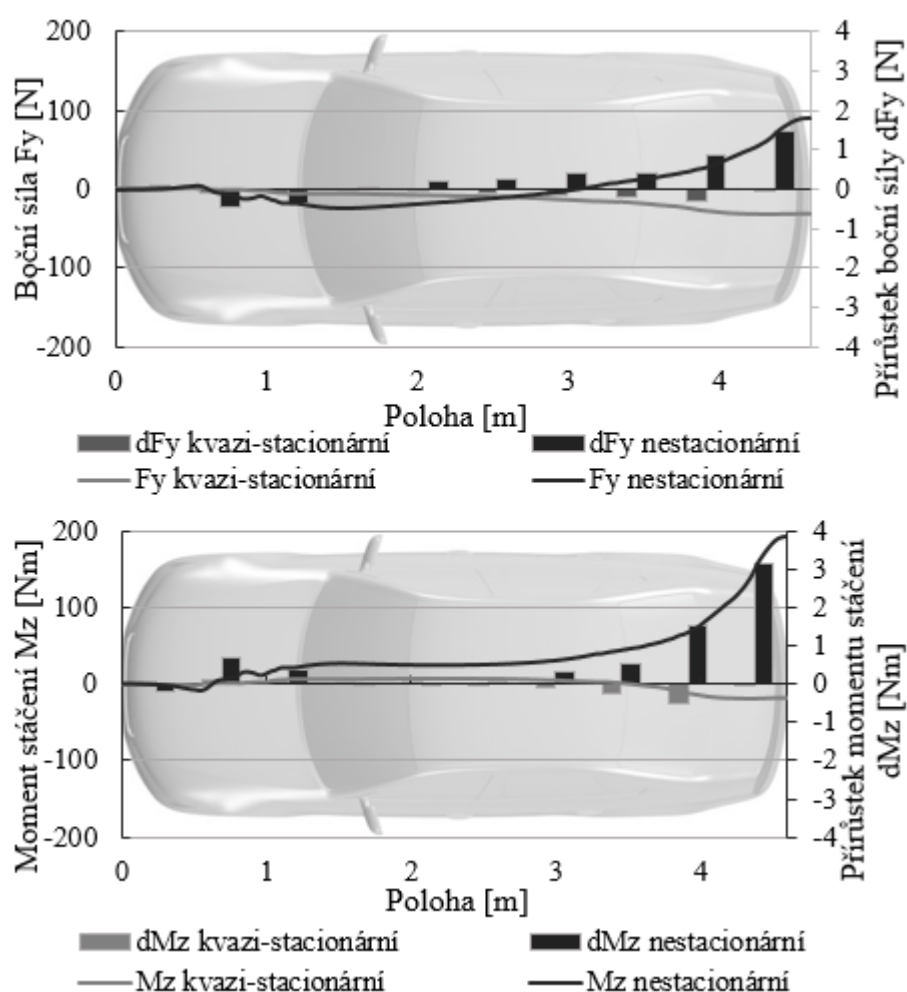 Boční síla Fy [N]
200
100
0
-100
-200
4
3
2
1
0
-1
-2
-3
-4
Přírůstek boční síly dFy [N]
0 1 2 3 4
Poloha [m]
dFy kvazi-stacionární dFy nestacionární
Fy kvazi-stacionární Fy nestacionární
Moment stáčení Mz [Nm]
200
100
0
-100
-200
4
3
2
1
0
-1
-2
-3
-4
Přírůstek momentu stáčení
dMz [Nm]
0 1 2 3 4
Poloha [m]
dMz kvazi-stacionární dMz nestacionární
Mz kvazi-stacionární Mz nestacionární